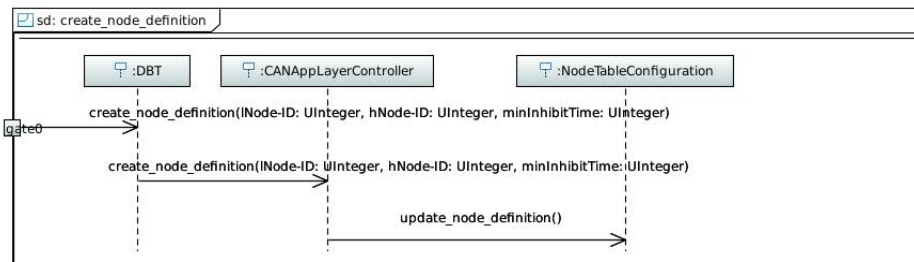 sd: create_node_definition
:DBT
:CANAppLayerController
:NodeTableConfiguration
create_node_definition(lNode-ID: UInteger, hNode-ID: UInteger, minInhibitTime: UInteger)
gate0
create_node_definition(lNode-ID: UInteger, hNode-ID: UInteger, minInhibitTime: UInteger)
update_node_definition()